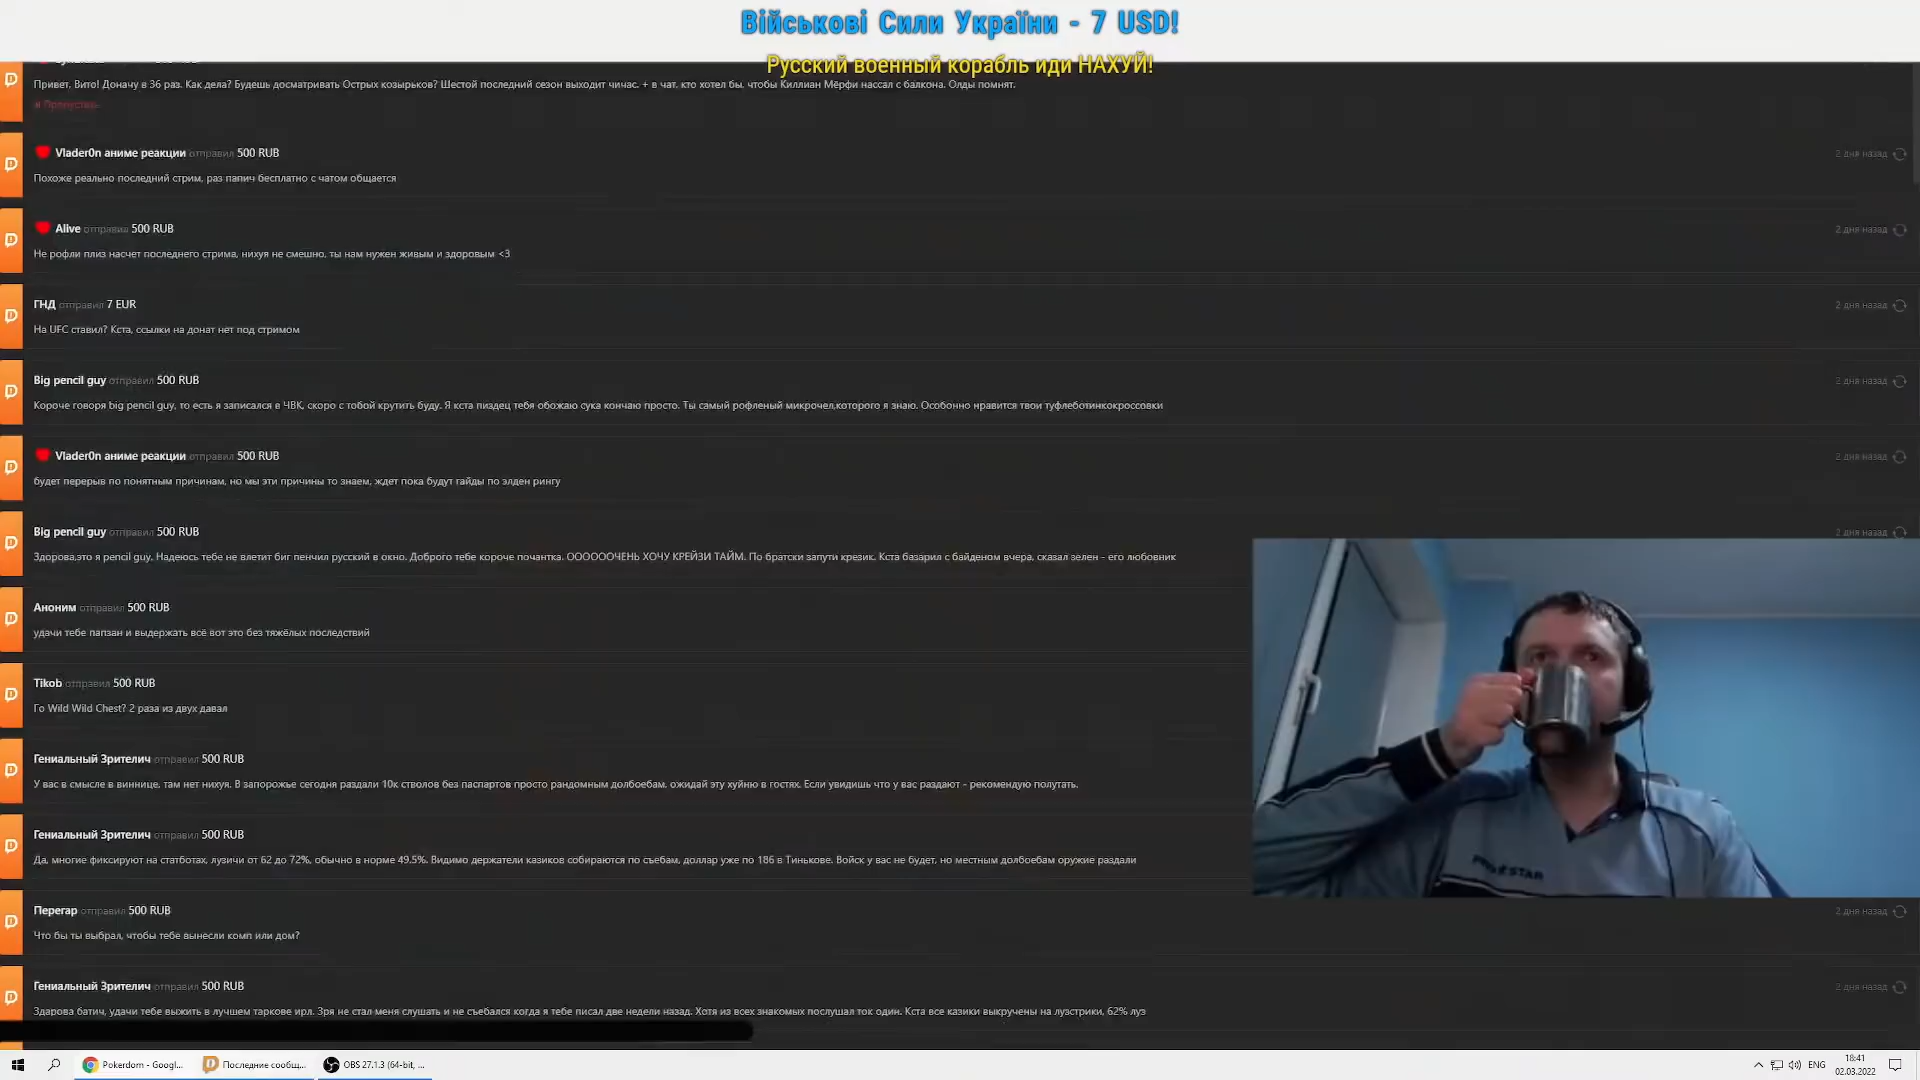 Військові Сили України - 7 USD!
Русский военный корабль иди НАХУЙ!
Привет, Вито! Доначу в 36 раз. Как дела? Будешь досматривать Острых козырьков? Шестой последний сезон выходит чичас. + в чат, кто хотел бы, чтобы Киллиан Мёрфи нассал с балкона. Олды помнят.
Vlader0n аниме реакции отправил 500 RUB
2 дня назад
Похоже реально последний стрим, раз папич бесплатно с чатом общается
Alive отправил 500 RUB
2 дня назад
Не рофли плиз насчет последнего стрима, нихуя не смешно, ты нам нужен живым и здоровым <3
ГНД отправил 7 EUR
2 дня назад
На UFC ставил? Кста, ссылки на донат нет под стримом
Big pencil guy отправил 500 RUB
2 дня назад
Короче говоря big pencil guy, то есть я записался в ЧВК, скоро с тобой крутить буду. Я кста пиздец тебя обожаю сука кончаю просто. Ты самый рофленый микрочел,которого я знаю. Особонно нравится твои туфлеботинкокроссовки
Vlader0n аниме реакции отправил 500 RUB
2 дня назад
будет перерыв по понятным причинам, но мы эти причины то знаем, ждет пока будут гайды по элден рингу
Big pencil guy отправил 500 RUB
2 дня назад
Здорова,это я pencil guy. Надеюсь тебе не влетит биг пенчил русский в окно. Доброго тебе короче почантка. ООООООЧЕНЬ ХОЧУ КРЕЙЗИ ТАЙМ. По братски запути крезик. Кста базарил с байденом вчера, сказал зелен - его любовник
Аноним отправил 500 RUB
удачи тебе папзан и выдержать всё вот это без тяжёлых последствий
Tikob отправил 500 RUB
Го Wild Wild Chest? 2 раза из двух давал
Гениальный Зрителич отправил 500 RUB
У вас в смысле в виннице, там нет нихуя. В запорожье сегодня раздали 10к стволов без паспартов просто рандомным долбоебам, ожидай эту хуйню в гостях. Если увидишь что у вас раздают - рекомендую полутать.
Гениальный Зрителич отправил 500 RUB
Да, многие фиксируют на статботах, лузичи от 62 до 72%, обычно в норме 49.5%. Видимо держатели казиков собираются по съебам, доллар уже по 186 в Тинькове. Войск у вас не будет, но местным долбоебам оружие раздали
Перегар отправил 500 RUB
2 дня назад
Что бы ты выбрал, чтобы тебе вынесли комп или дом?
Гениальный Зрителич отправил 500 RUB
2 дня назад
Здарова батич, удачи тебе выжить в лучшем таркове ирл. Зря не стал меня слушать и не съебался когда я тебе писал две недели назад. Хотя из всех знакомых послушал ток один. Кста все казики выкручены на лузстрики, 62% луз
Pokerdom - Googl...
Последние сообщ...
OBS 27.1.3 (64-bit, ...
ENG
18:41
02.03.2022